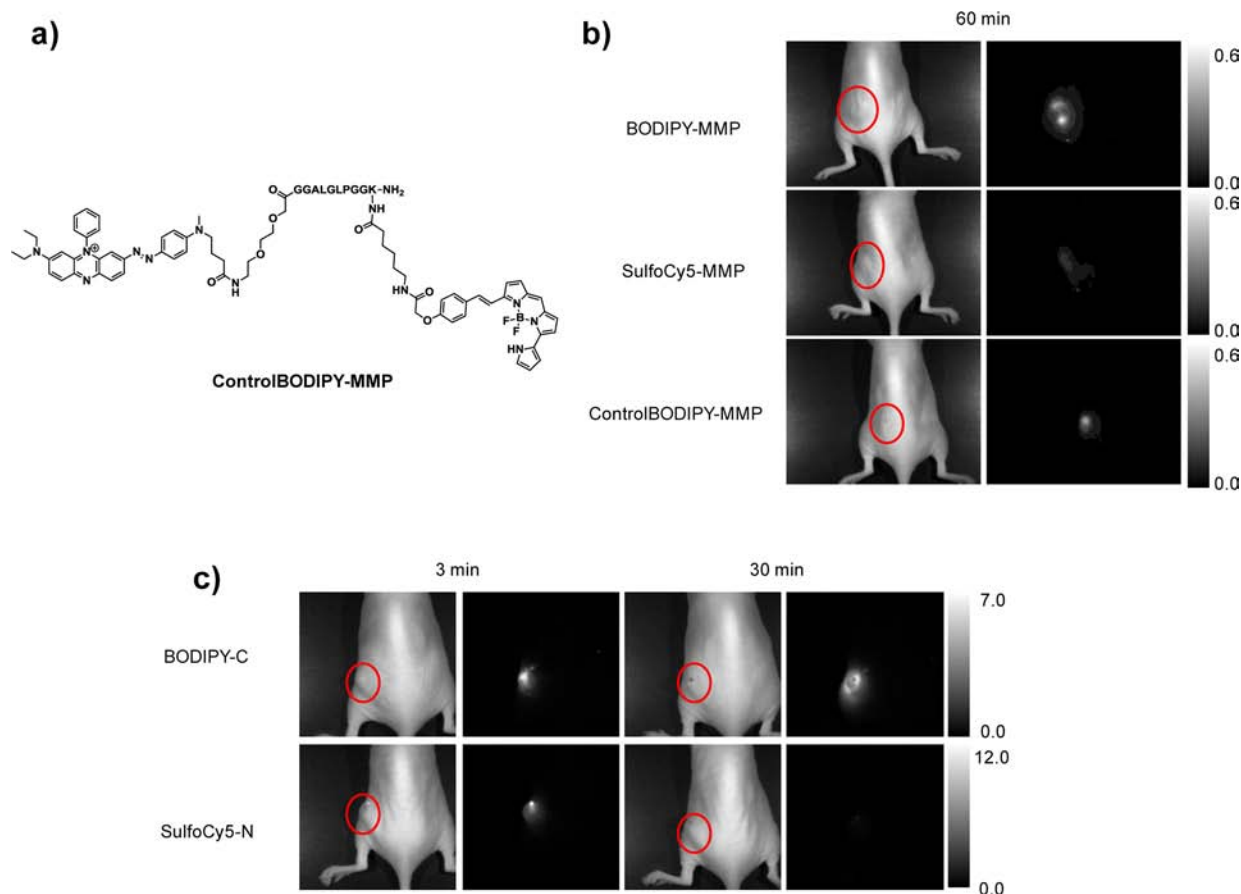 a)
O
GGALGLPGGK-NH2
NH
O
N
N
⊕
N
N
N
N
O
O
O
N
H
N
H
O
O
N
B
N
F
F
HN
ControlBODIPY-MMP
b)
60 min
BODIPY-MMP
0.6
0.0
SulfoCy5-MMP
0.6
0.0
ControlBODIPY-MMP
0.6
0.0
c)
3 min
30 min
BODIPY-C
7.0
0.0
SulfoCy5-N
12.0
0.0